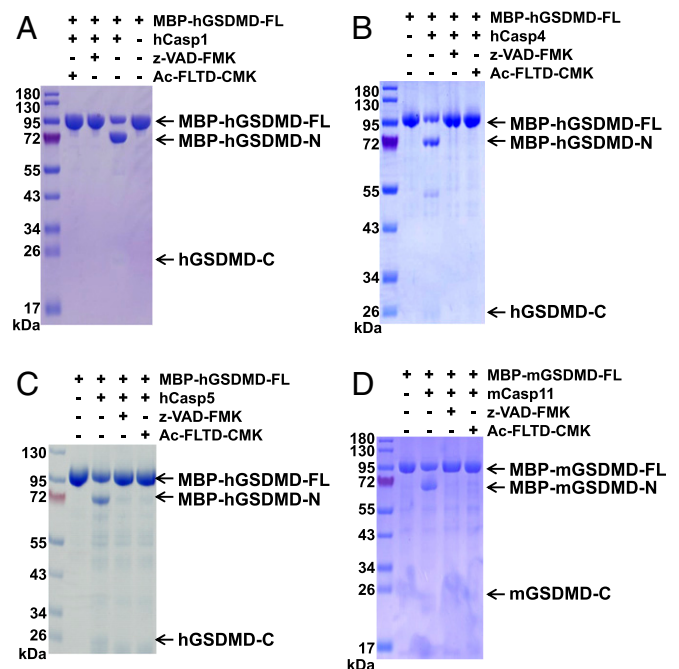 A
+ + + + MBP-hGSDMD-FL
+ + + - hCasp1
- + - - z-VAD-FMK
+ - - - Ac-FLTD-CMK
180
130
95
72
55
43
34
26
17
kDa
← MBP-hGSDMD-FL
← MBP-hGSDMD-N
← hGSDMD-C
B
+ + + + MBP-hGSDMD-FL
- + + + hCasp4
- - + - z-VAD-FMK
- - - + Ac-FLTD-CMK
180
130
95
72
55
43
34
26
kDa
← MBP-hGSDMD-FL
← MBP-hGSDMD-N
← hGSDMD-C
C
+ + + + MBP-hGSDMD-FL
- + + + hCasp5
- - + - z-VAD-FMK
- - - + Ac-FLTD-CMK
130
95
72
55
43
34
26
kDa
← MBP-hGSDMD-FL
← MBP-hGSDMD-N
← hGSDMD-C
D
+ + + + MBP-mGSDMD-FL
- + + + mCasp11
- - + - z-VAD-FMK
- - - + Ac-FLTD-CMK
180
130
95
72
55
43
34
26
17
kDa
← MBP-mGSDMD-FL
← MBP-mGSDMD-N
← mGSDMD-C